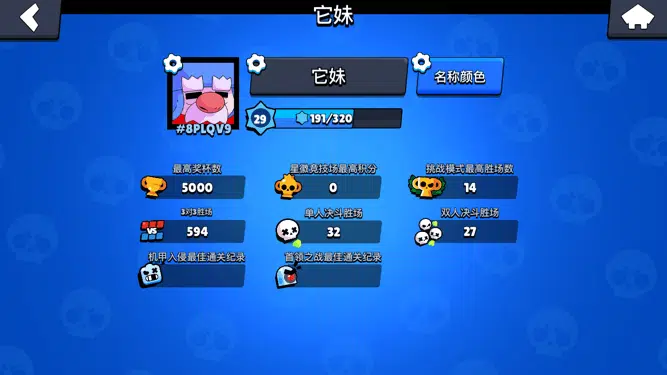 它妹
它妹
名称颜色
#8PLQV9
29
191/320
最高奖杯数
星徽竞技场最高积分
挑战模式最高胜场数
5000
0
14
3对3胜场
单人决斗胜场
双人决斗胜场
VS
594
32
27
机甲入侵最佳通关纪录
首领之战最佳通关纪录